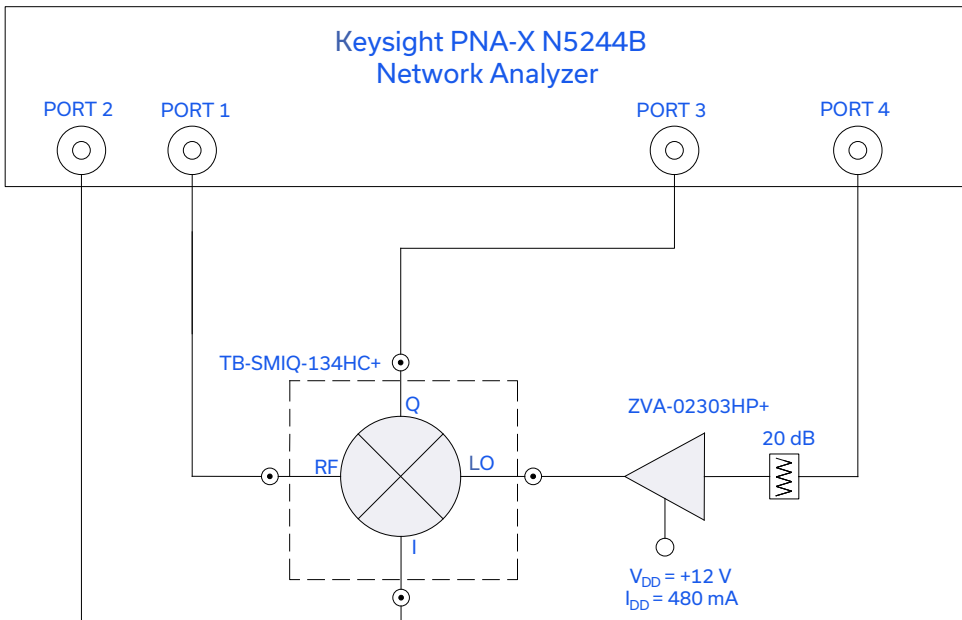 Keysight PNA-X N5244B
Network Analyzer
PORT 2
PORT 1
PORT 3
PORT 4
TB-SMIQ-134HC+
Q
RF
LO
I
ZVA-02303HP+
20 dB
VDD = +12 V
IDD = 480 mA